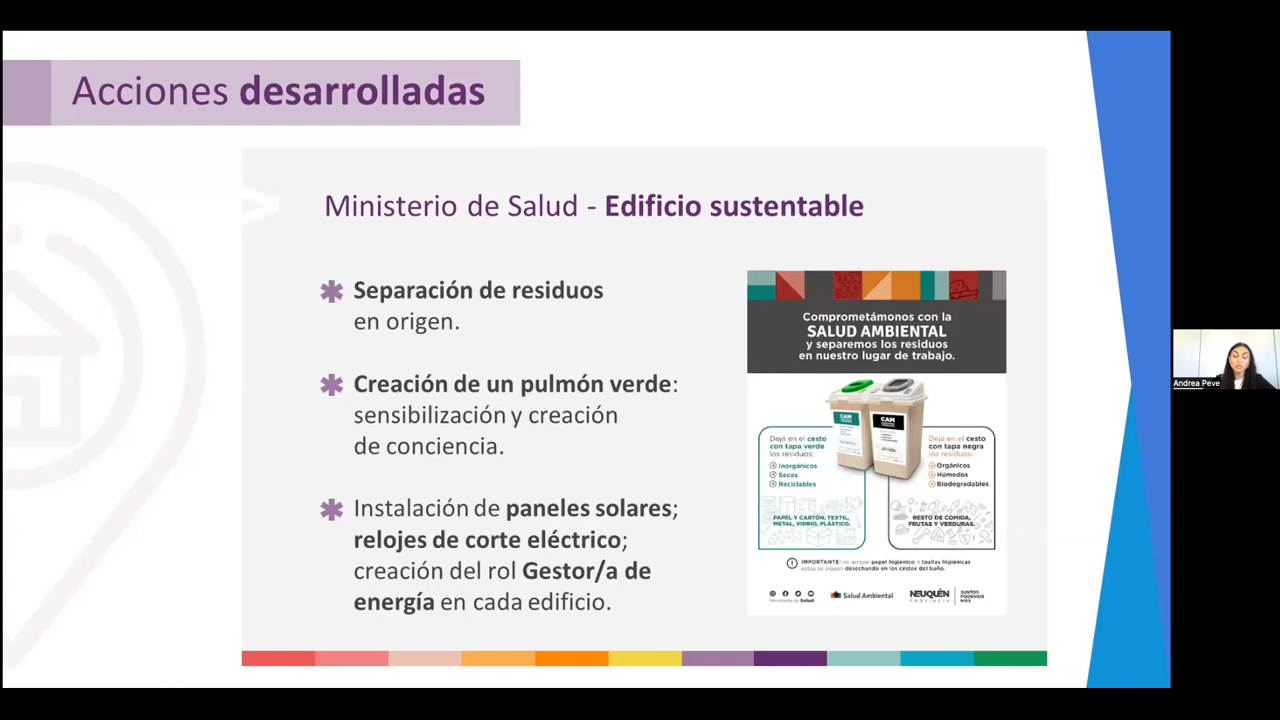 Acciones desarrolladas
Ministerio de Salud - Edificio sustentable
Separación de residuos
en origen.
Creación de un pulmón verde:
sensibilización y creación
de conciencia.
Instalación de paneles solares;
relojes de corte eléctrico;
creación del rol Gestor/a de
energía en cada edificio.
Comprometámonos con la
SALUD AMBIENTAL
y separemos los residuos
en nuestro lugar de trabajo.
CAM
CAM
Dejá en el cesto
con tapa verde
los residuos:
Inorgánicos
Secos
Reciclables
PAPEL Y CARTÓN, TEXTIL,
METAL, VIDRIO, PLÁSTICO.
Dejá en el cesto
con tapa negra
los residuos:
Orgánicos
Húmedos
Biodegradables
RESTO DE COMIDA,
FRUTAS Y VERDURAS.
IMPORTANTE: no arrojar papel higiénico o toallas higiénicas
estos se siguen desechando en los cestos del baño.
Ministerio de Salud
Salud Ambiental
NEUQUÉN
PROVINCIA
JUNTOS
PODEMOS
MÁS
Andrea Peve